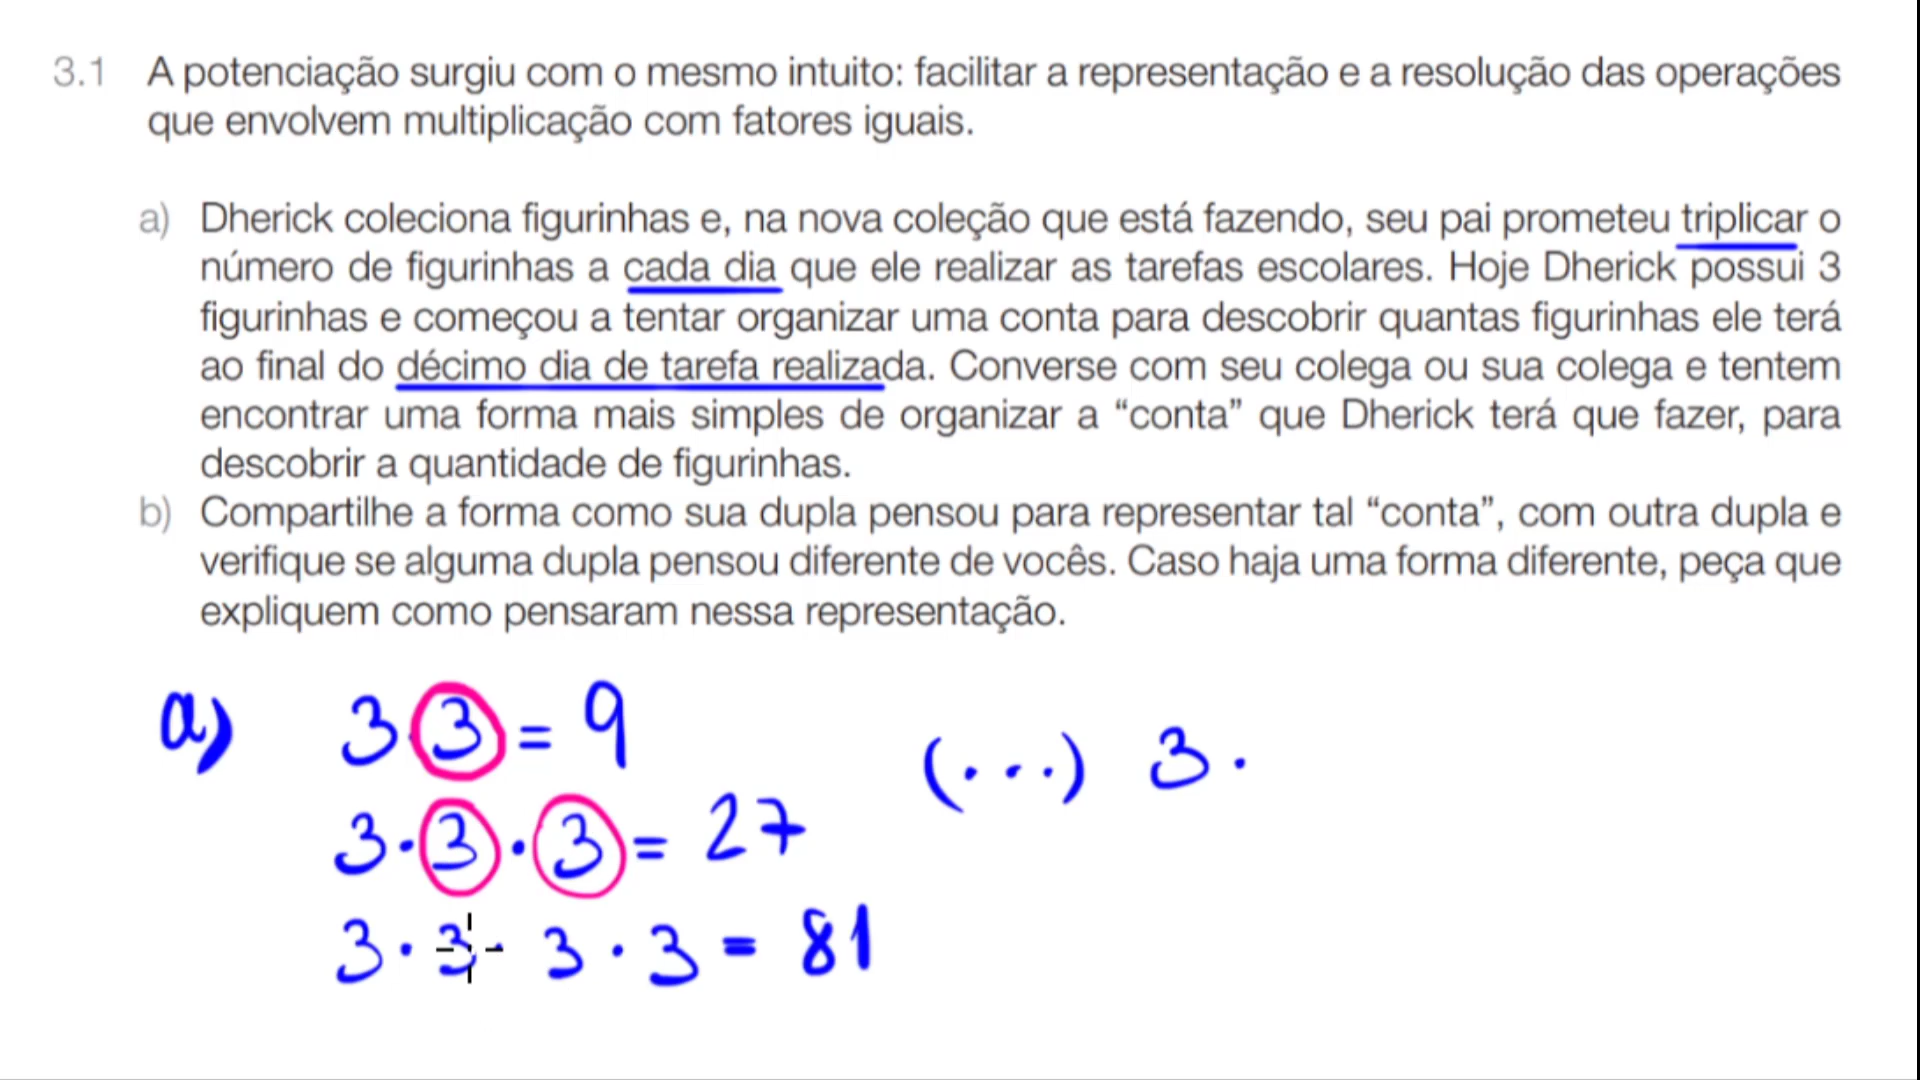 3.1 A potenciação surgiu com o mesmo intuito: facilitar a representação e a resolução das operações
que envolvem multiplicação com fatores iguais.
a) Dherick coleciona figurinhas e, na nova coleção que está fazendo, seu pai prometeu triplicar o
número de figurinhas a cada dia que ele realizar as tarefas escolares. Hoje Dherick possui 3
figurinhas e começou a tentar organizar uma conta para descobrir quantas figurinhas ele terá
ao final do décimo dia de tarefa realizada. Converse com seu colega ou sua colega e tentem
encontrar uma forma mais simples de organizar a “conta” que Dherick terá que fazer, para
descobrir a quantidade de figurinhas.
b) Compartilhe a forma como sua dupla pensou para representar tal “conta”, com outra dupla e
verifique se alguma dupla pensou diferente de vocês. Caso haja uma forma diferente, peça que
expliquem como pensaram nessa representação.
a) 3·3 = 9
3·3·3 = 27
3·3·3·3 = 81
(...) 3·